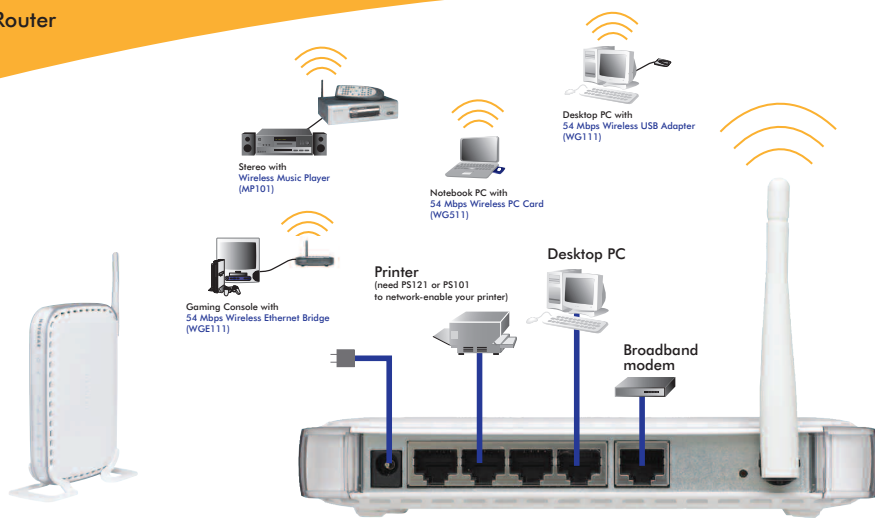 Router
Desktop PC with
54 Mbps Wireless USB Adapter
(WG111)
Stereo with
Wireless Music Player
(MP101)
Notebook PC with
54 Mbps Wireless PC Card
(WG511)
Gaming Console with
54 Mbps Wireless Ethernet Bridge
(WGE111)
Printer
(need PS121 or PS101
to network-enable your printer)
Desktop PC
Broadband
modem
NETGEAR